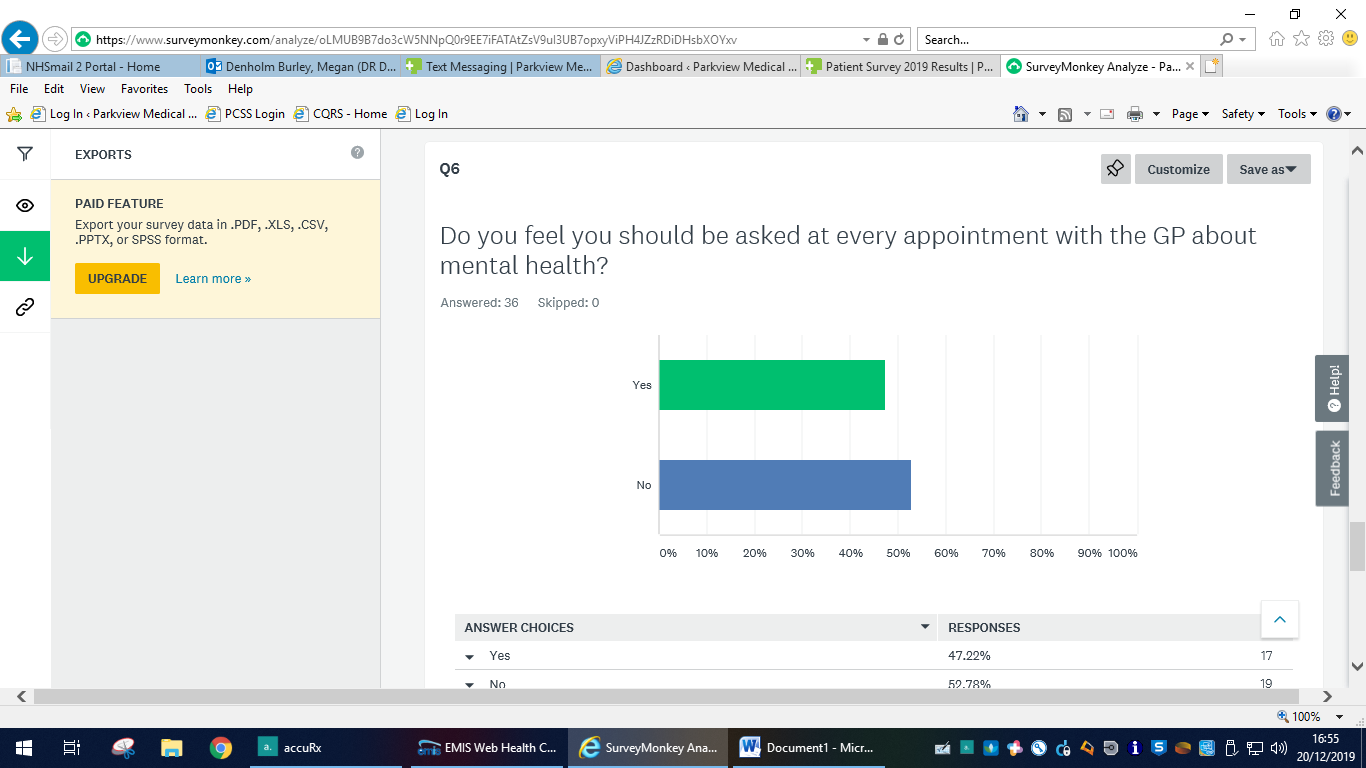 https://www.surveymonkey.com/analyze/oLMUB9B7do3cW5NNpQ0r9EE7iFATAtZsV9uI3UB7opxyViPH4JZzRDiDHsbXOYxv
Search...
NHSmail 2 Portal - Home
Denholm Burley, Megan (DR D...
Text Messaging | Parkview Me...
Dashboard ‹ Parkview Medical ...
Patient Survey 2019 Results | P...
SurveyMonkey Analyze - Pa...
File Edit View Favorites Tools Help
Log In ‹ Parkview Medical ...
PCSS Login
CQRS - Home
Log In
Page
Safety
Tools
EXPORTS
PAID FEATURE
Export your survey data in .PDF, .XLS, .CSV,
.PPTX, or SPSS format.
UPGRADE
Learn more »
Q6
Customize
Save as
Do you feel you should be asked at every appointment with the GP about
mental health?
Answered: 36 Skipped: 0
Yes
No
0% 10% 20% 30% 40% 50% 60% 70% 80% 90% 100%
Help!
Feedback
ANSWER CHOICES RESPONSES
Yes 47.22% 17
No 52.78% 19
100%
accuRx
EMIS Web Health C...
SurveyMonkey Ana...
Document1 - Micr...
16:55
20/12/2019